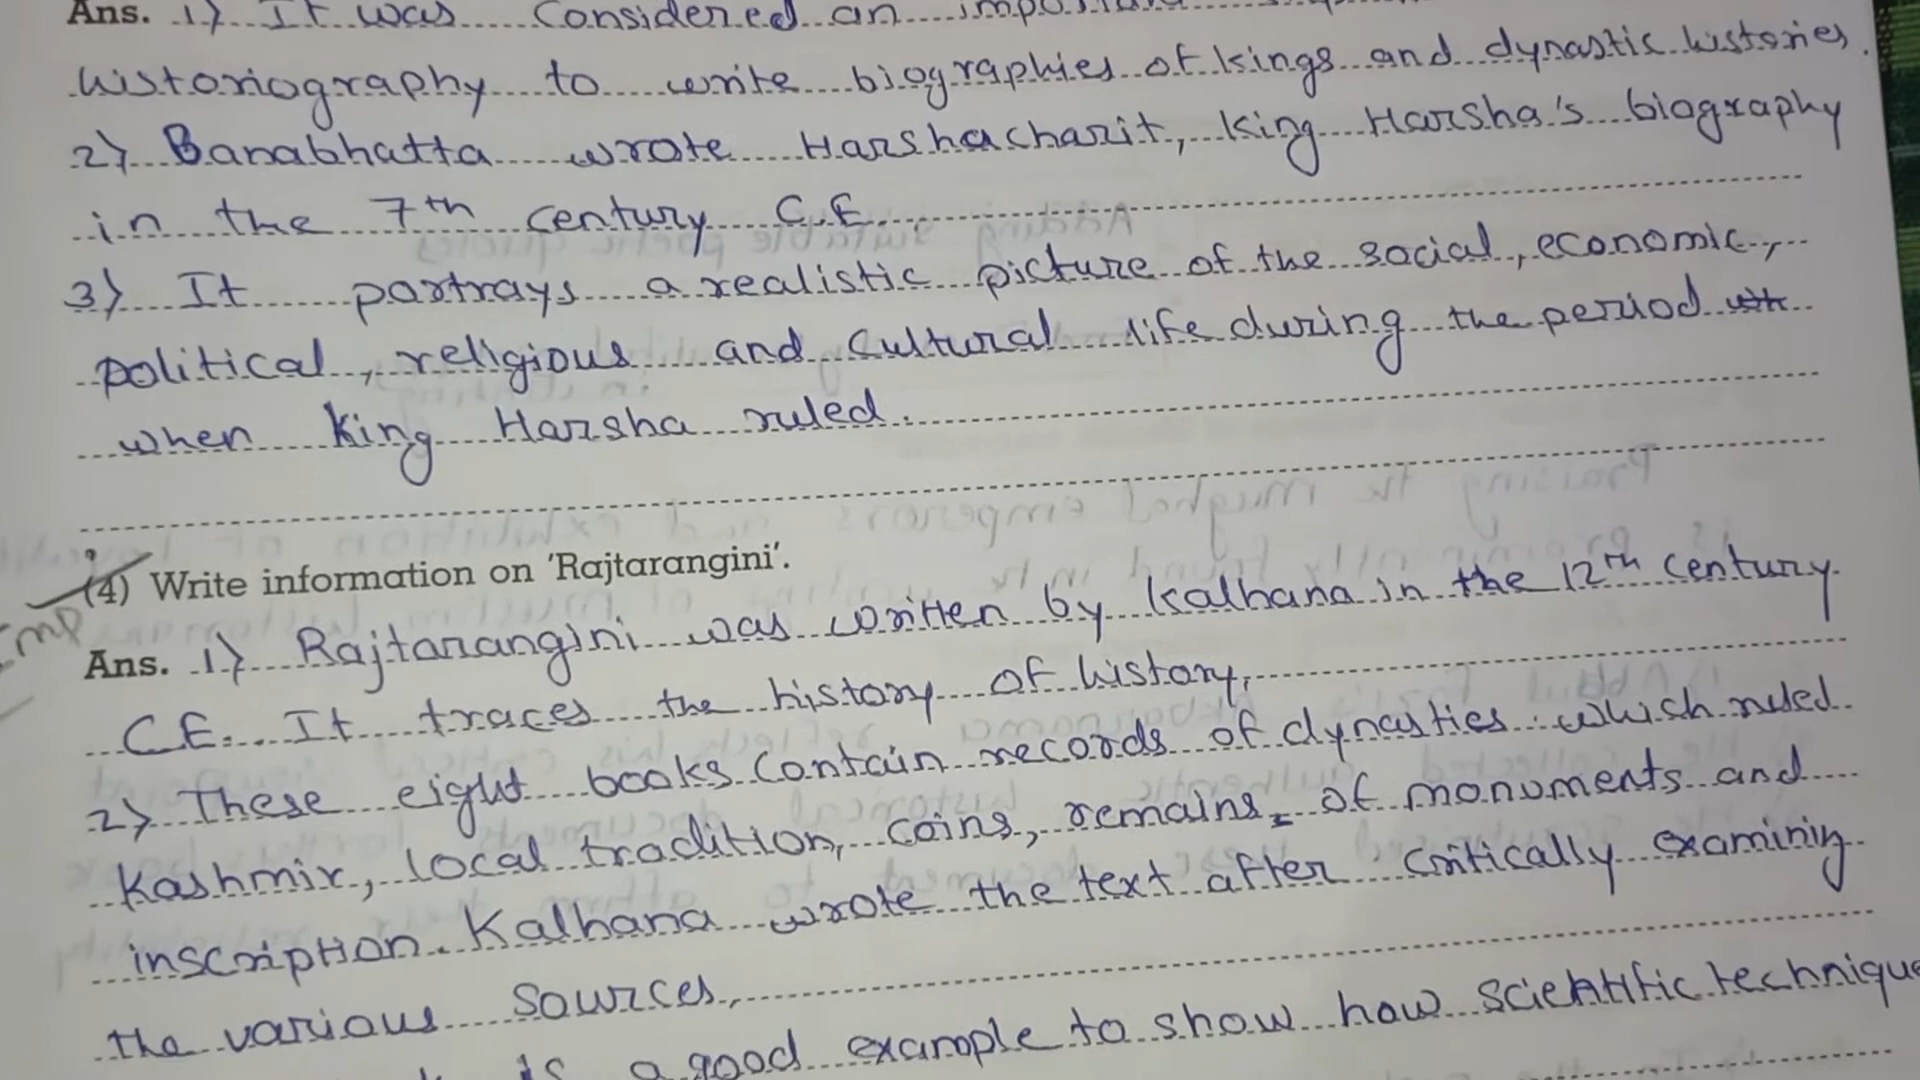 Ans. 1) It was considered an
historiography to write biographies of kings and dynastic histories.
2) Banabhatta wrote Harshacharit, King Harsha's biography
in the 7th century C.E.
3) It portrays a realistic picture of the social, economic,
political, religious and cultural life during the period
when King Harsha ruled.
(4) Write information on 'Rajtarangini'.
Imp
Ans. 1) Rajtarangini was written by Kalhana in the 12th century
C.E. It traces the history of history,
2) These eight books contain records of dynasties which ruled
Kashmir, local tradition, coins, remains of monuments and
inscription. Kalhana wrote the text after critically examining
the various sources,
is a good example to show how scientific technique